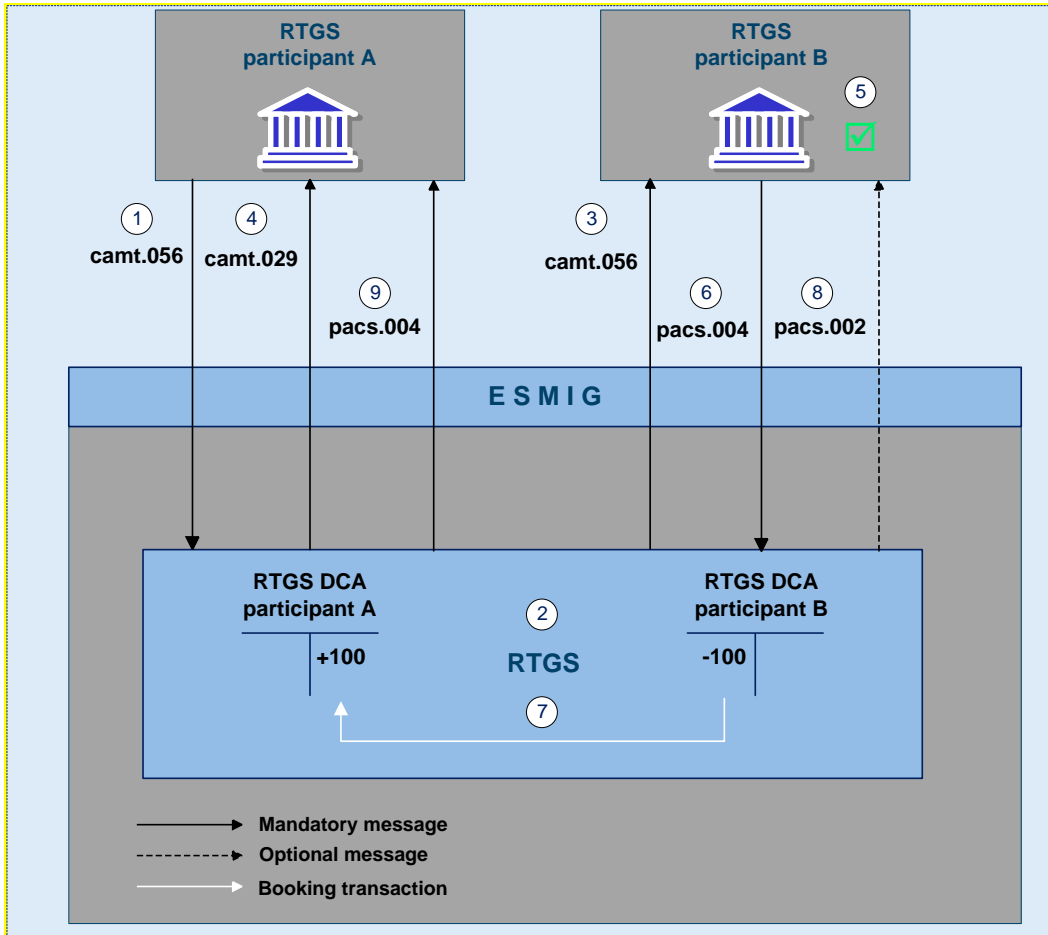 RTGS
participant A
RTGS
participant B
5
1
4
3
camt.056
camt.029
camt.056
9
6
8
pacs.004
pacs.004
pacs.002
E S M I G
RTGS DCA
participant A
RTGS DCA
participant B
2
+100
RTGS
-100
7
Mandatory message
Optional message
Booking transaction